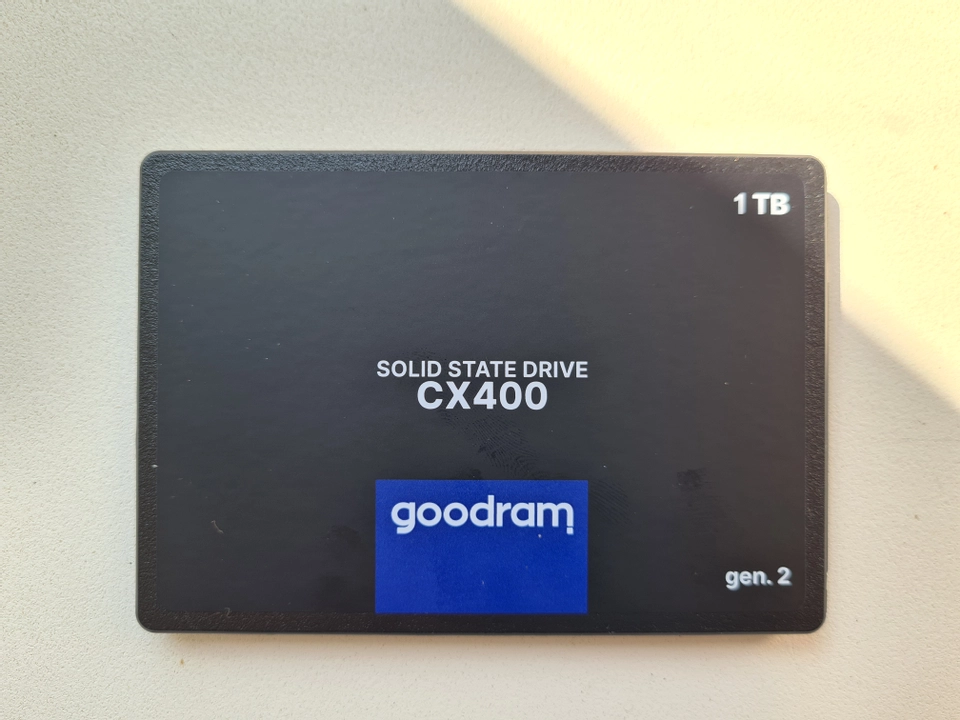 1 TB
SOLID STATE DRIVE
CX400
goodram
gen. 2